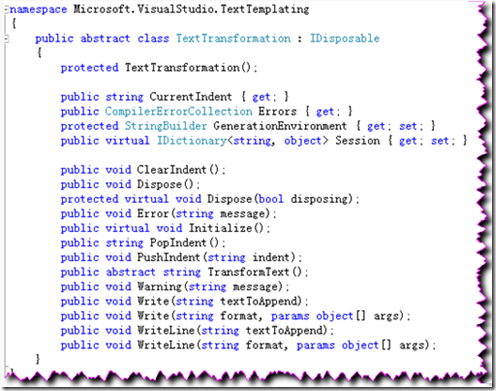 namespace Microsoft.VisualStudio.TextTemplating
{
    public abstract class TextTransformation : IDisposable
    {
        protected TextTransformation();

        public string CurrentIndent { get; }
        public CompilerErrorCollection Errors { get; }
        protected StringBuilder GenerationEnvironment { get; set; }
        public virtual IDictionary<string, object> Session { get; set; }

        public void ClearIndent();
        public void Dispose();
        protected virtual void Dispose(bool disposing);
        public void Error(string message);
        public virtual void Initialize();
        public string PopIndent();
        public void PushIndent(string indent);
        public abstract string TransformText();
        public void Warning(string message);
        public void Write(string textToAppend);
        public void Write(string format, params object[] args);
        public void WriteLine(string textToAppend);
        public void WriteLine(string format, params object[] args);
    }
}